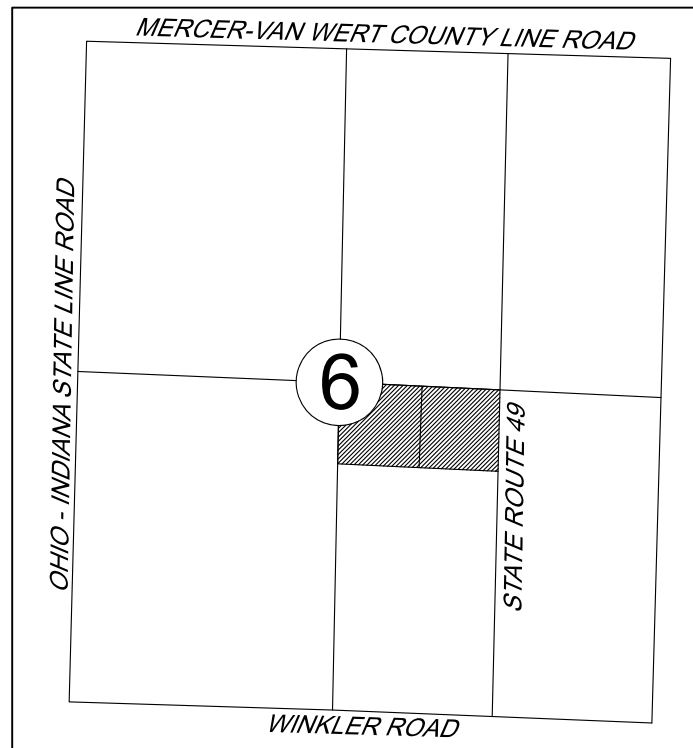 MERCER-VAN WERT COUNTY LINE ROAD
OHIO - INDIANA STATE LINE ROAD
6
STATE ROUTE 49
WINKLER ROAD